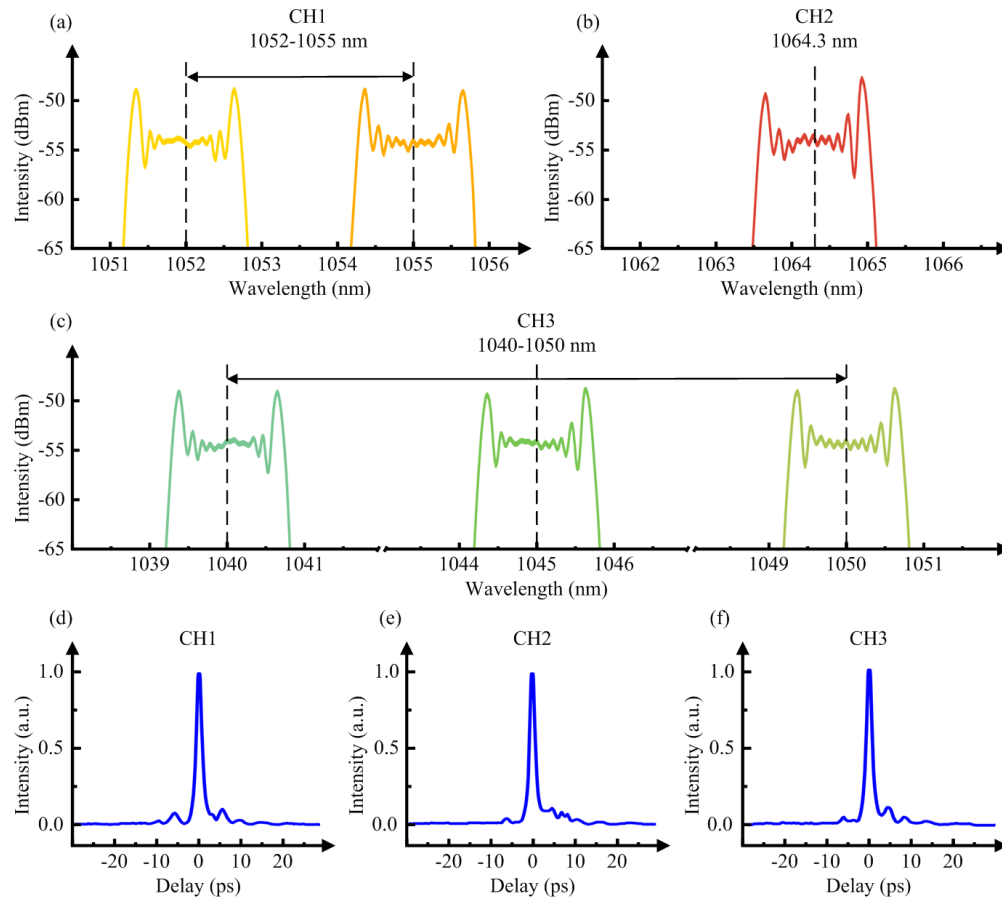 (a)
CH1
1052-1055 nm
Intensity (dBm)
-50
-55
-60
-65
1051
1052
1053
1054
1055
1056
Wavelength (nm)
(b)
CH2
1064.3 nm
Intensity (dBm)
-50
-55
-60
-65
1062
1063
1064
1065
1066
Wavelength (nm)
(c)
CH3
1040-1050 nm
Intensity (dBm)
-50
-55
-60
-65
1039
1040
1041
1044
1045
1046
1049
1050
1051
Wavelength (nm)
(d)
CH1
Intensity (a.u.)
1.0
0.5
0.0
-20
-10
0
10
20
Delay (ps)
(e)
CH2
Intensity (a.u.)
1.0
0.5
0.0
-20
-10
0
10
20
Delay (ps)
(f)
CH3
Intensity (a.u.)
1.0
0.5
0.0
-20
-10
0
10
20
Delay (ps)